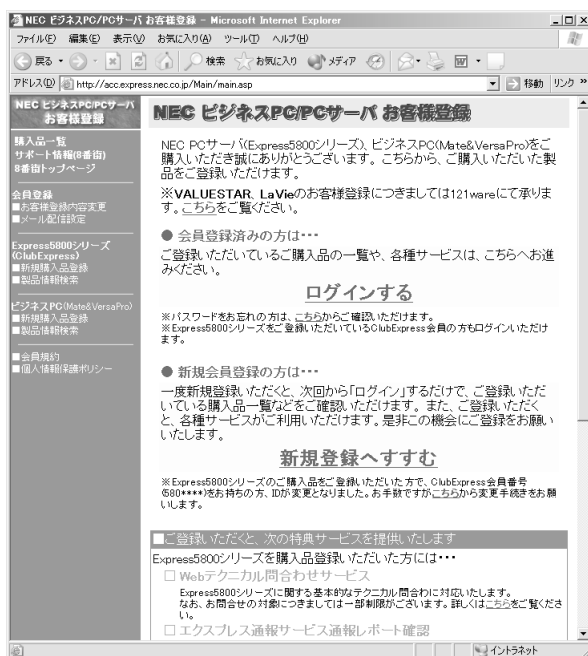 NEC ビジネスPC/PCサーバ お客様登録 - Microsoft Internet Explorer
ファイル(F) 編集(E) 表示(V) お気に入り(A) ツール(T) ヘルプ(H)
戻る 検索 お気に入り メディア
アドレス(D) http://acc.express.nec.co.jp/Main/main.asp 移動 リンク »
NEC ビジネスPC/PCサーバ
お客様登録
購入品一覧
サポート情報(8番街)
8番街トップページ
会員登録
■お客様登録内容変更
■メール配信設定
Express5800シリーズ
(ClubExpress)
■新規購入品登録
■製品情報検索
ビジネスPC(Mate&VersaPro)
■新規購入品登録
■製品情報検索
■会員規約
■個人情報保護ポリシー
NEC ビジネスPC/PCサーバ お客様登録
NEC PCサーバ(Express5800シリーズ)、ビジネスPC(Mate&VersaPro)をご
購入いただき誠にありがとうございます。こちらから、ご購入いただいた製
品をご登録いただけます。
※VALUESTAR、LaVieのお客様登録につきましては121wareにて承りま
す。こちらをご覧ください。
● 会員登録済みの方は・・・
ご登録いただいているご購入品の一覧や、各種サービスは、こちらへお進
みください。
ログインする
※パスワードをお忘れの方は、こちらからご確認いただけます。
※Express5800シリーズをご登録いただいているClubExpress会員の方もログインいただけ
ます。
● 新規会員登録の方は・・・
一度新規登録いただくと、次回から「ログイン」するだけで、ご登録いただ
いている購入品一覧などをご確認いただけます。また、ご登録いただく
と、各種サービスがご利用いただけます。是非この機会にご登録をお願い
いたします。
新規登録へすすむ
※Express5800シリーズのご購入品をご登録いただいた方で、ClubExpress会員番号
(580****)をお持ちの方、IDが変更となりました。お手数ですがこちらから変更手続きをお願
いします。
■ご登録いただくと、次の特典サービスを提供いたします
Express5800シリーズを購入品登録いただいた方には・・・
□ Webテクニカル問合わせサービス
Express5800シリーズに関する基本的なテクニカル問合わに対応いたします。
なお、お問合せの対象につきましては一部制限がございます。詳しくはこちらをご覧くださ
い。
□ エクスプレス通報サービス通報レポート確認
イントラネット